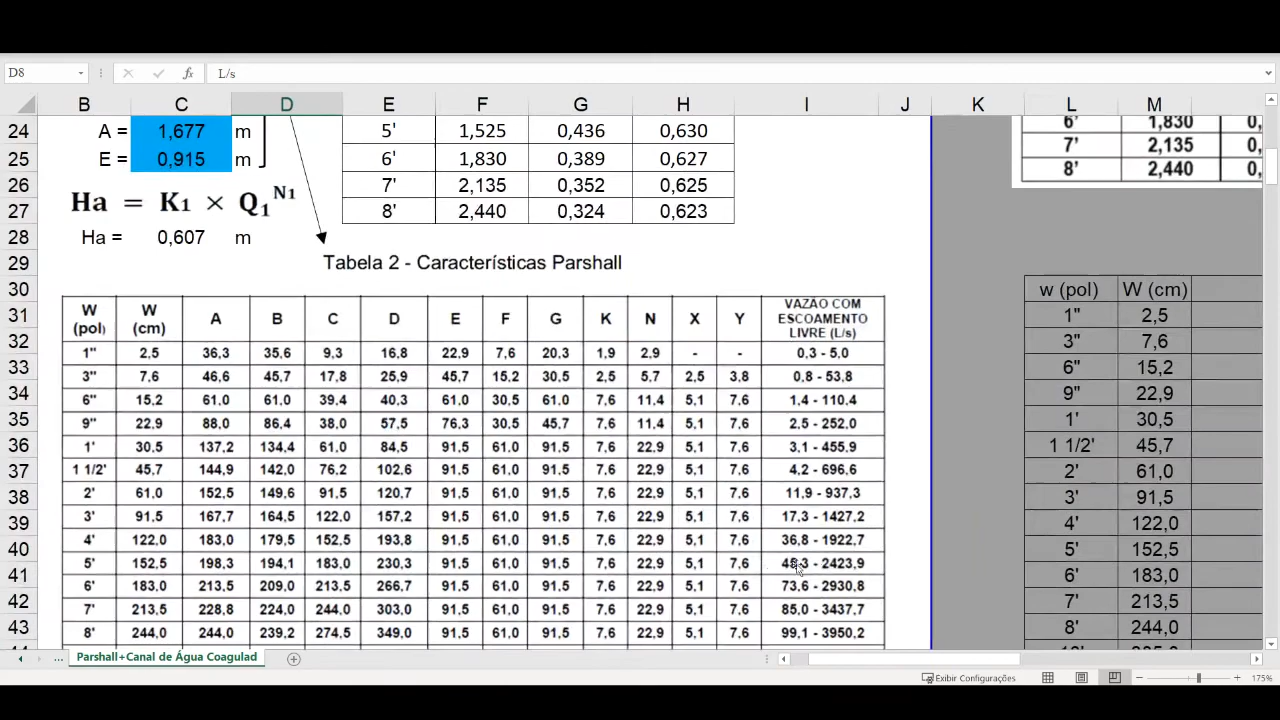 D8 fx L/s
B C D E F G H I J K L M
24 A = 1,677 m 5' 1,525 0,436 0,630 6' 1,830 0,
25 E = 0,915 m 6' 1,830 0,389 0,627 7' 2,135 0,
26 7' 2,135 0,352 0,625 8' 2,440 0,
Ha = K1 × Q1^N1
27 8' 2,440 0,324 0,623
28 Ha = 0,607 m
29 Tabela 2 - Características Parshall
30 w (pol) W (cm)
31 1" 2,5
32 3" 7,6
33 6" 15,2
34 9" 22,9
35 1' 30,5
36 1 1/2' 45,7
37 2' 61,0
38 3' 91,5
39 4' 122,0
40 5' 152,5
41 6' 183,0
42 7' 213,5
43 8' 244,0
W (pol) W (cm) A B C D E F G K N X Y VAZÃO COM ESCOAMENTO LIVRE (L/s)
1" 2,5 36,3 35,6 9,3 16,8 22,9 7,6 20,3 1,9 2,9 - - 0,3 - 5,0
3" 7,6 46,6 45,7 17,8 25,9 45,7 15,2 30,5 2,5 5,7 2,5 3,8 0,8 - 53,8
6" 15,2 61,0 61,0 39,4 40,3 61,0 30,5 61,0 7,6 11,4 5,1 7,6 1,4 - 110,4
9" 22,9 88,0 86,4 38,0 57,5 76,3 30,5 45,7 7,6 11,4 5,1 7,6 2,5 - 252,0
1' 30,5 137,2 134,4 61,0 84,5 91,5 61,0 91,5 7,6 22,9 5,1 7,6 3,1 - 455,9
1 1/2' 45,7 144,9 142,0 76,2 102,6 91,5 61,0 91,5 7,6 22,9 5,1 7,6 4,2 - 696,6
2' 61,0 152,5 149,6 91,5 120,7 91,5 61,0 91,5 7,6 22,9 5,1 7,6 11,9 - 937,3
3' 91,5 167,7 164,5 122,0 157,2 91,5 61,0 91,5 7,6 22,9 5,1 7,6 17,3 - 1427,2
4' 122,0 183,0 179,5 152,5 193,8 91,5 61,0 91,5 7,6 22,9 5,1 7,6 36,8 - 1922,7
5' 152,5 198,3 194,1 183,0 230,3 91,5 61,0 91,5 7,6 22,9 5,1 7,6 - 2423,9
6' 183,0 213,5 209,0 213,5 266,7 91,5 61,0 91,5 7,6 22,9 5,1 7,6 73,6 - 2930,8
7' 213,5 228,8 224,0 244,0 303,0 91,5 61,0 91,5 7,6 22,9 5,1 7,6 85,0 - 3437,7
8' 244,0 244,0 239,2 274,5 349,0 91,5 61,0 91,5 7,6 22,9 5,1 7,6 99,1 - 3950,2
... Parshall+Canal de Água Coagulad
Exibir Configurações 175%